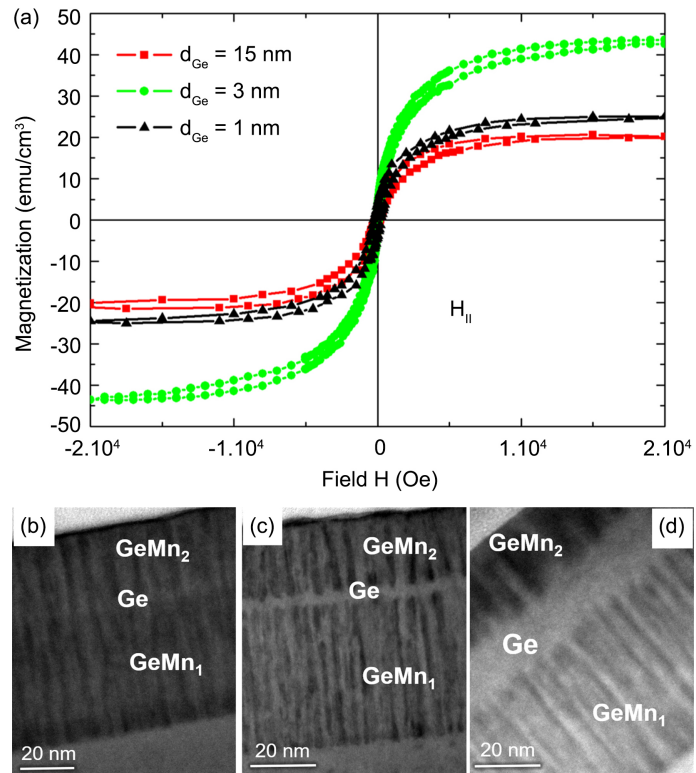 (a)
50
40
30
20
10
0
-10
-20
-30
-40
-50
Magnetization (emu/cm³)
d_Ge = 15 nm
d_Ge = 3 nm
d_Ge = 1 nm
H_II
-2.10⁴
-1.10⁴
0
1.10⁴
2.10⁴
Field H (Oe)
(b)
GeMn₂
Ge
GeMn₁
20 nm
(c)
GeMn₂
Ge
GeMn₁
20 nm
(d)
GeMn₂
Ge
GeMn₁
20 nm